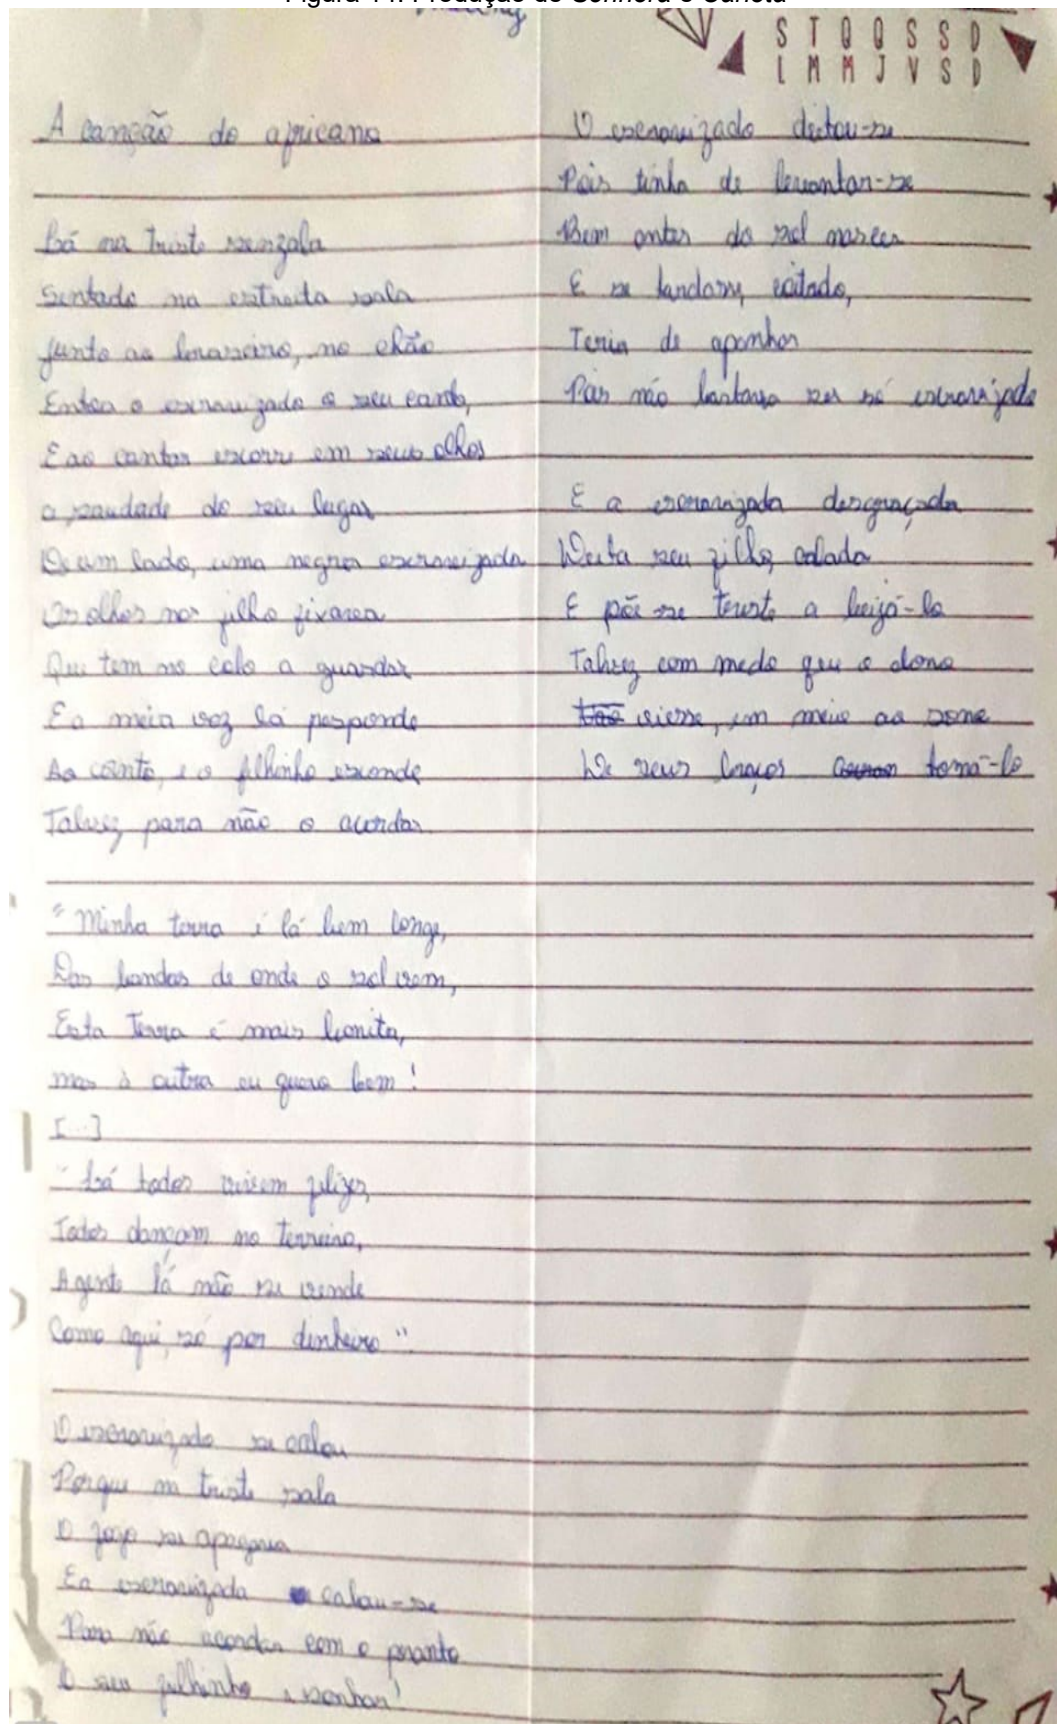 Figura 11: Produção de Senhora e Carlota
S T Q Q S S D
L M M J V S D
A canção do africano
Lá na triste senzala
Sentado na estreita sala
Junto ao braseiro, no chão
Entoa o escravizado o seu canto,
E ao cantar escorre em seus olhos
a saudade do seu lugar
De um lado, uma negra escravizada
Os olhos no filho fixava
Que tem no colo a guardar
E a meia voz lá responde
Ao canto, e o filhinho esconde
Talvez para não o acordar
"Minha terra é lá bem longe,
Das bandas de onde o sol vem,
Esta Terra é mais bonita,
mas à outra eu quero bem!
[...]
"Lá todos vivem felizes,
Todos dançam no terreiro,
A gente lá não se vende
Como aqui, só por dinheiro"
O escravizado se calou
Porque na triste sala
O fogo se apagava
E a escravizada calou-se
Para não acordar com o pranto
O seu filhinho a sonhar!
O escravizado deitou-se
Pois tinha de levantar-se
Bem antes do sol nascer
E se tardasse, coitado,
Teria de apanhar
Pois não bastava ser só escravizado
E a escravizada desgraçada
Deita seu filho, calada
E põe-se triste a beijá-lo
Talvez com medo que o dono
viesse, em meio ao sono
De seus braços tomá-lo